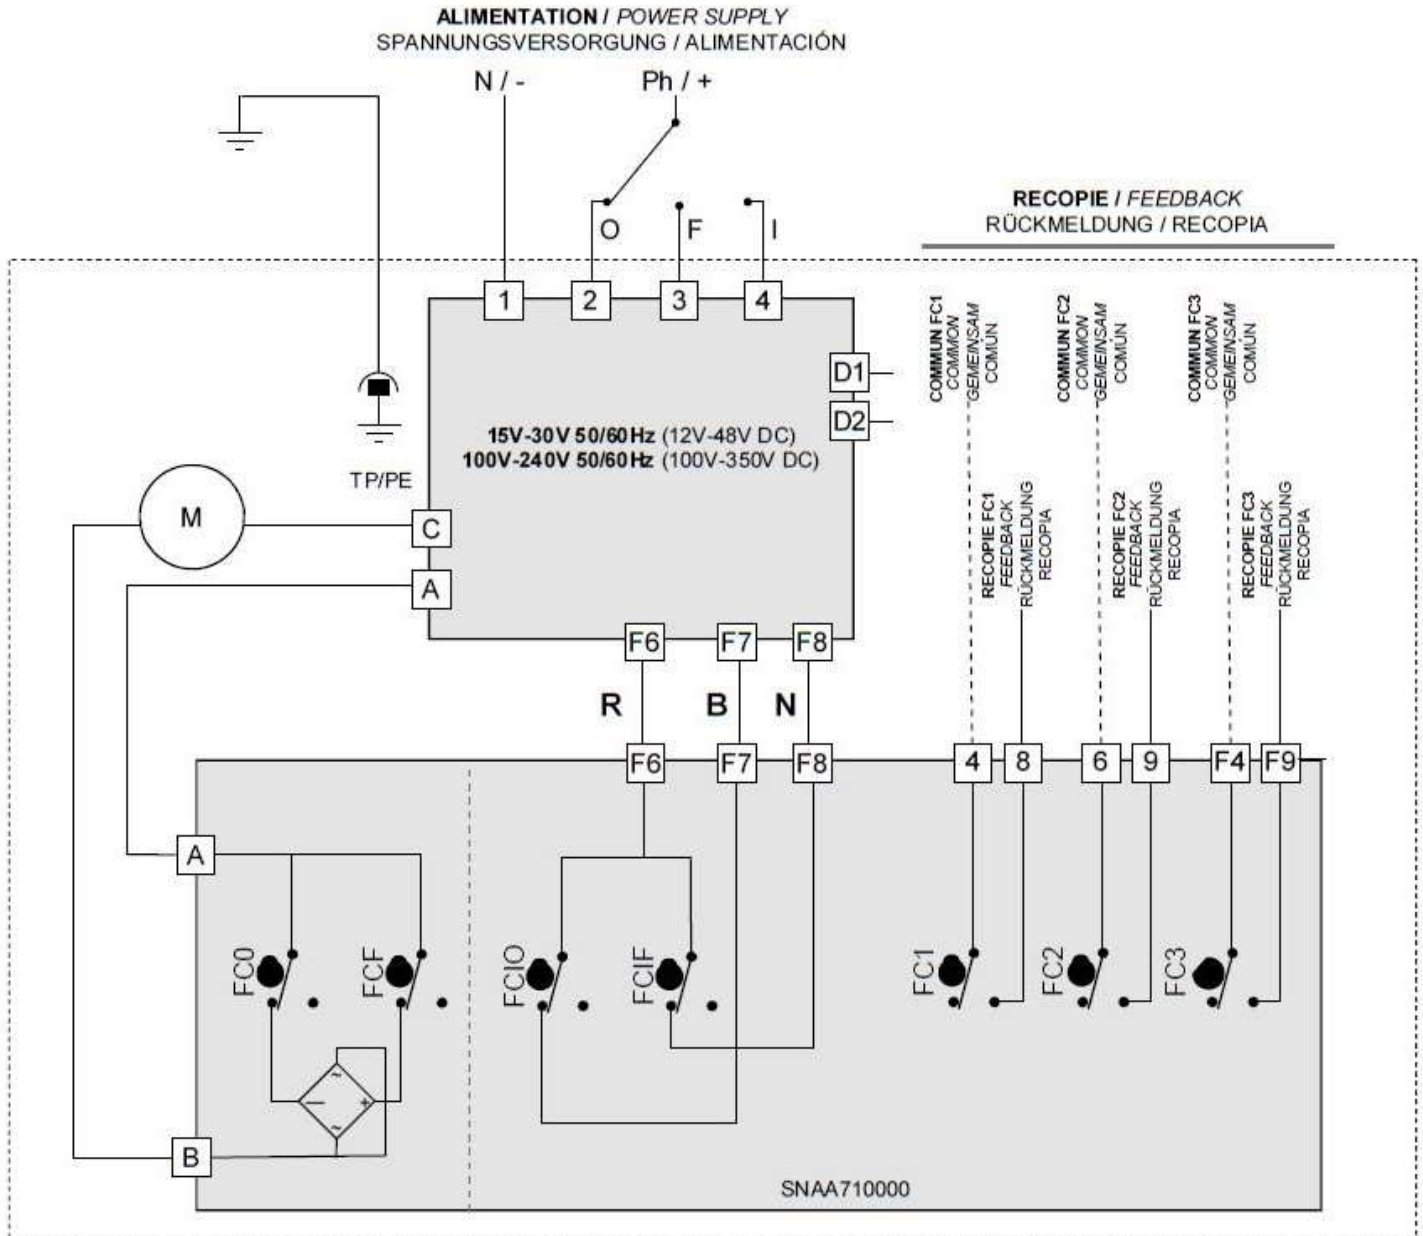 ALIMENTATION / POWER SUPPLY
SPANNUNGSVERSORGUNG / ALIMENTACIÓN
N / -
Ph / +
RECOPIE / FEEDBACK
RÜCKMELDUNG / RECOPIA
O
F
I
1
2
3
4
D1
D2
COMMUN FC1
COMMON
GEMEINSAM
COMÚN
COMMUN FC2
COMMON
GEMEINSAM
COMÚN
COMMUN FC3
COMMON
GEMEINSAM
COMÚN
15V-30V 50/60Hz (12V-48V DC)
100V-240V 50/60Hz (100V-350V DC)
TP/PE
M
C
A
RECOPIE FC1
FEEDBACK
RÜCKMELDUNG
RECOPIA
RECOPIE FC2
FEEDBACK
RÜCKMELDUNG
RECOPIA
RECOPIE FC3
FEEDBACK
RÜCKMELDUNG
RECOPIA
F6
F7
F8
R
B
N
F6
F7
F8
4
8
6
9
F4
F9
A
FC0
FCF
FCIO
FCIF
FC1
FC2
FC3
~
—
+
~
B
SNAA710000